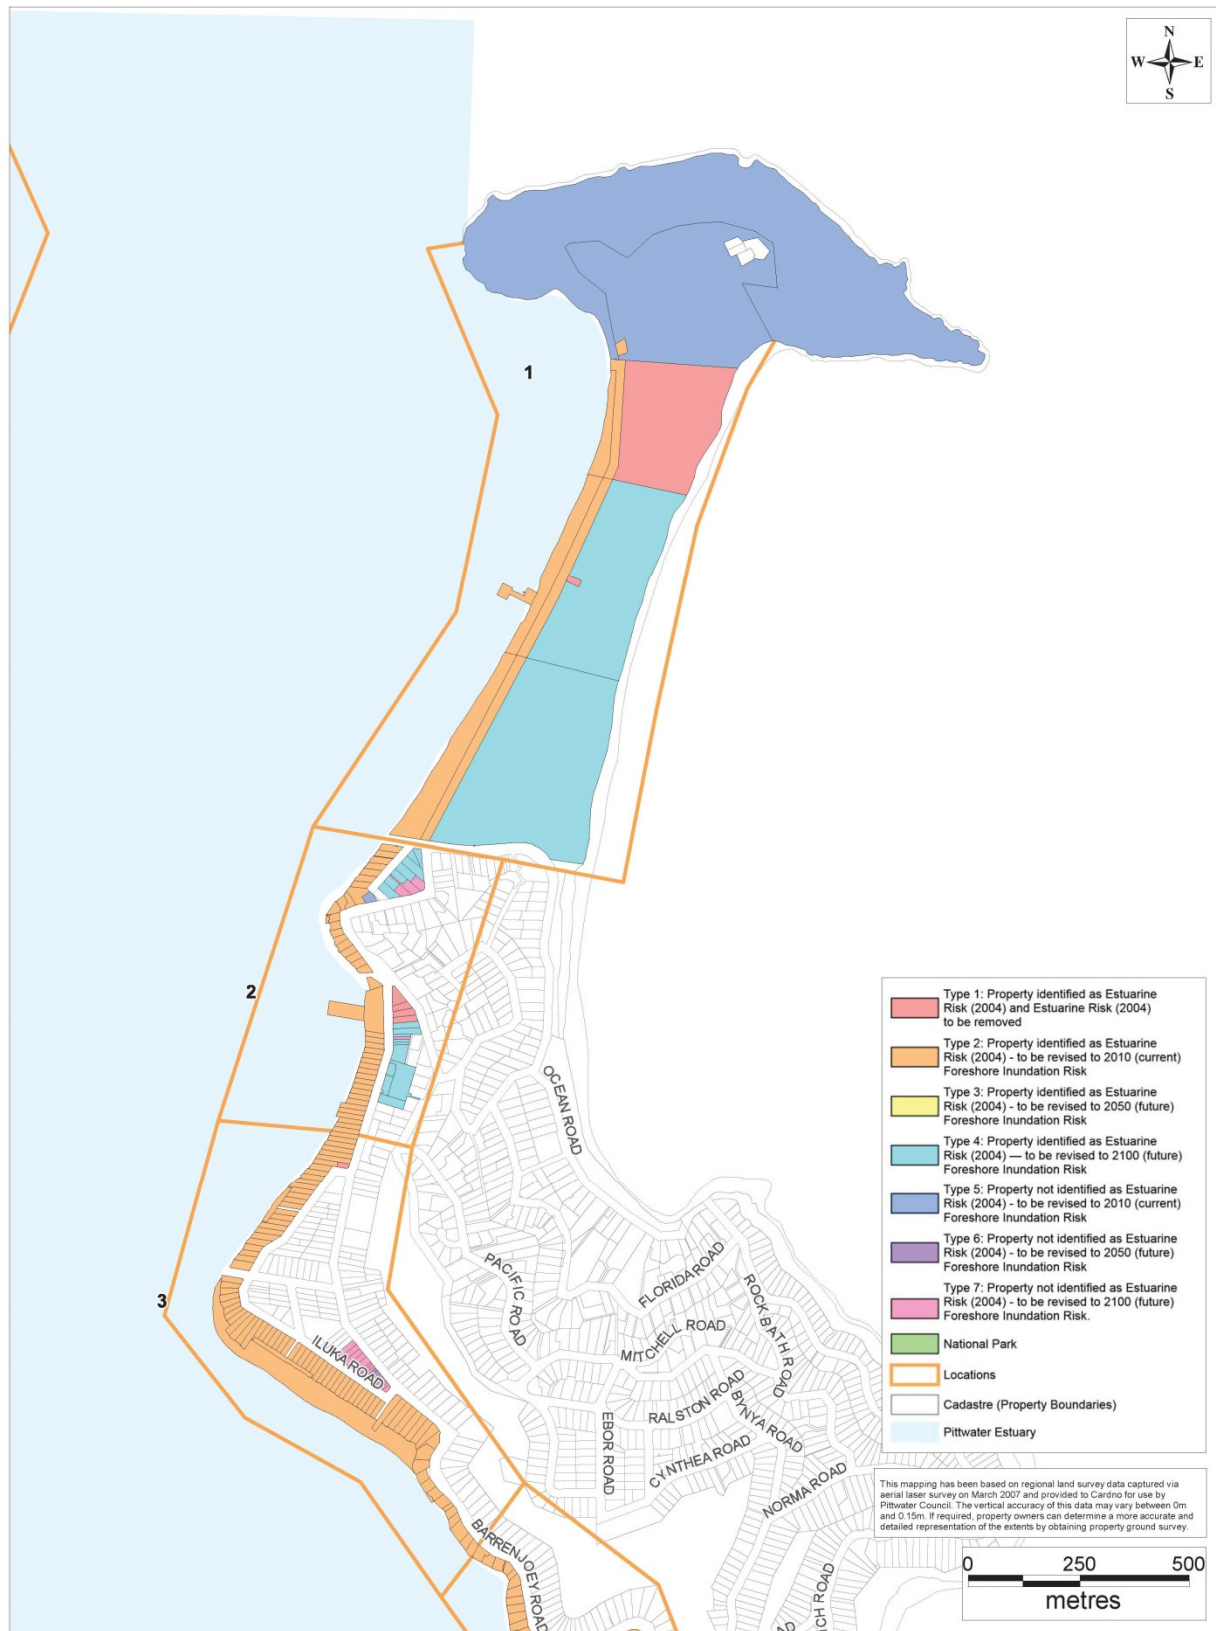 N
W E
S
1
2
3
OCEAN ROAD
PACIFIC ROAD
FLORIDA ROAD
MITCHELL ROAD
ROCK BATH ROAD
RALSTON ROAD
BYNYA ROAD
EBOR ROAD
CYNTHEA ROAD
NORMA ROAD
ILUKA ROAD
BARRENJOEY ROAD
CH ROAD
Type 1: Property identified as Estuarine
Risk (2004) and Estuarine Risk (2004)
to be removed
Type 2: Property identified as Estuarine
Risk (2004) - to be revised to 2010 (current)
Foreshore Inundation Risk
Type 3: Property identified as Estuarine
Risk (2004) - to be revised to 2050 (future)
Foreshore Inundation Risk
Type 4: Property identified as Estuarine
Risk (2004) — to be revised to 2100 (future)
Foreshore Inundation Risk
Type 5: Property not identified as Estuarine
Risk (2004) - to be revised to 2010 (current)
Foreshore Inundation Risk
Type 6: Property not identified as Estuarine
Risk (2004) - to be revised to 2050 (future)
Foreshore Inundation Risk
Type 7: Property not identified as Estuarine
Risk (2004) - to be revised to 2100 (future)
Foreshore Inundation Risk.
National Park
Locations
Cadastre (Property Boundaries)
Pittwater Estuary
This mapping has been based on regional land survey data captured via
aerial laser survey on March 2007 and provided to Cardno for use by
Pittwater Council. The vertical accuracy of this data may vary between 0m
and 0.15m. If required, property owners can determine a more accurate and
detailed representation of the extents by obtaining property ground survey.
0 250 500
metres